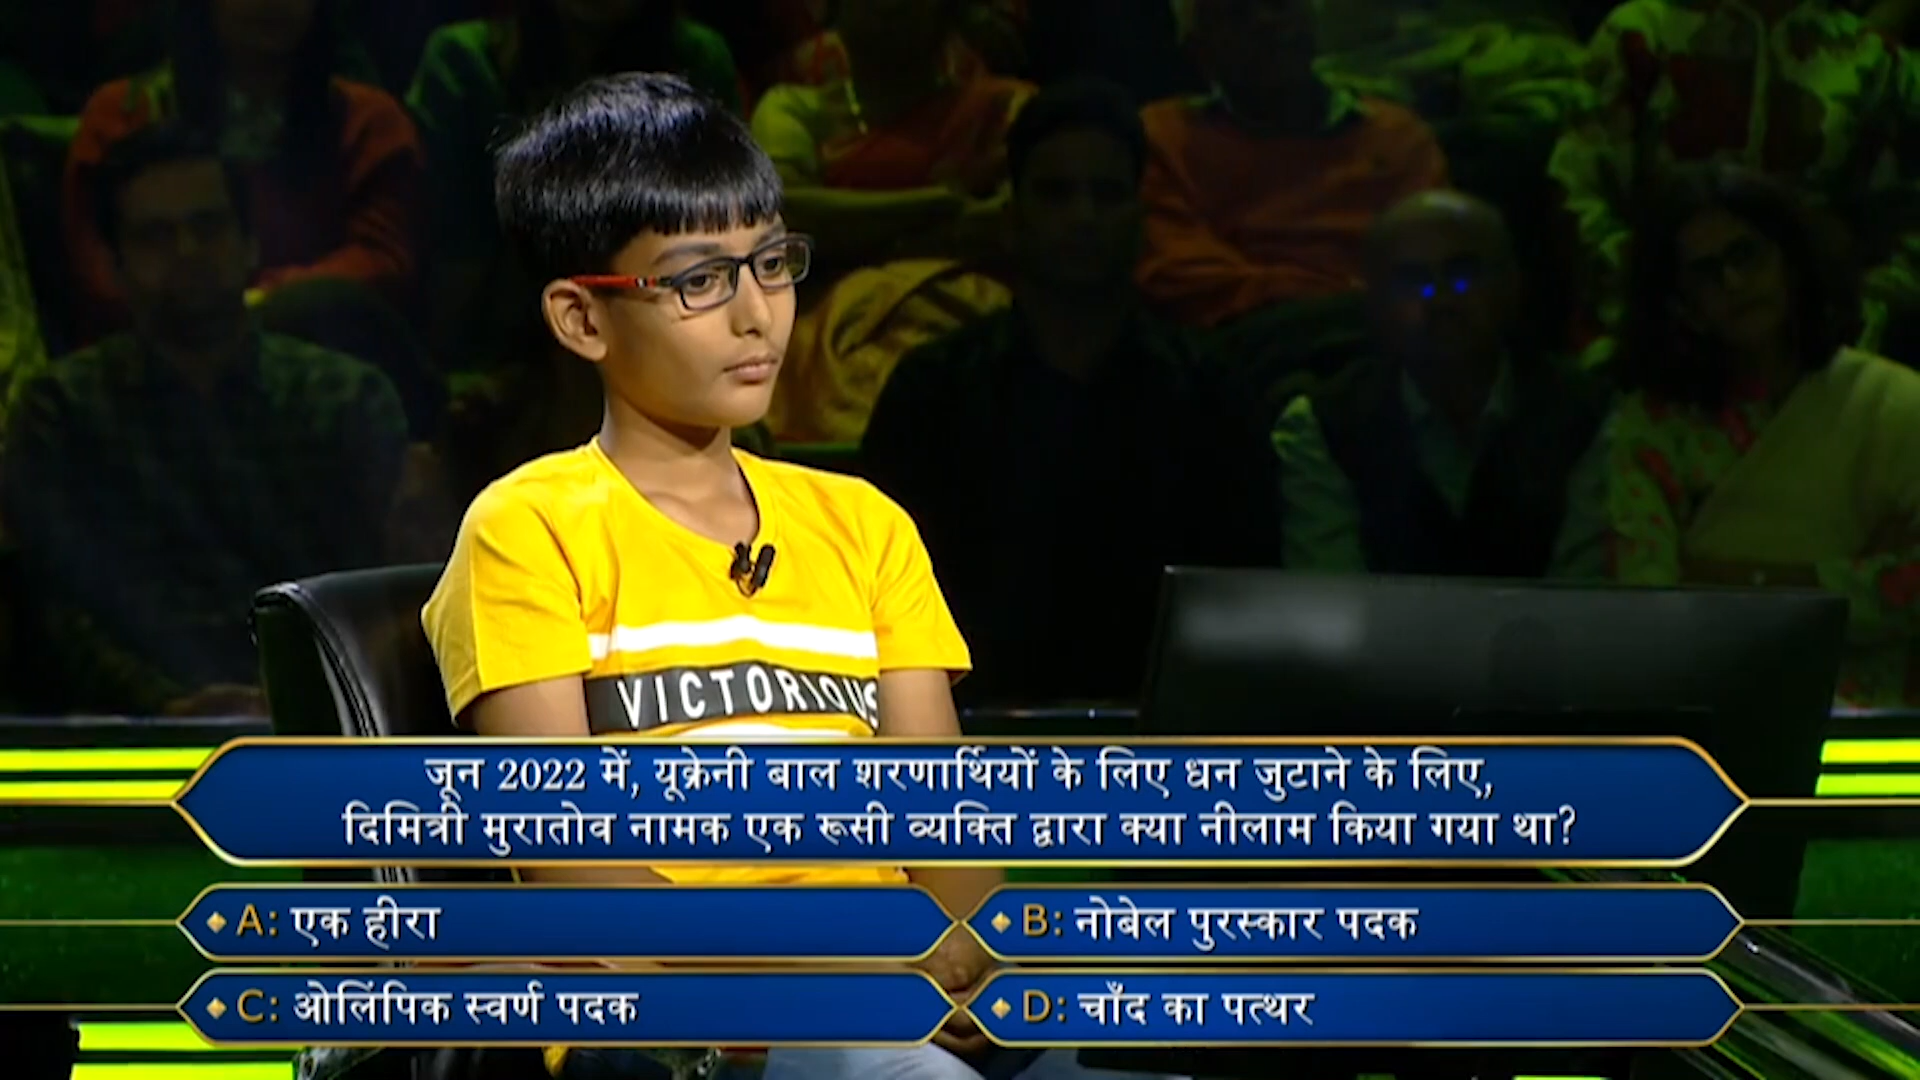 VICTORIOUS
जून 2022 में, यूक्रेनी बाल शरणार्थियों के लिए धन जुटाने के लिए,
दिमित्री मुरातोव नामक एक रूसी व्यक्ति द्वारा क्या नीलाम किया गया था?
A: एक हीरा
B: नोबेल पुरस्कार पदक
C: ओलिंपिक स्वर्ण पदक
D: चाँद का पत्थर